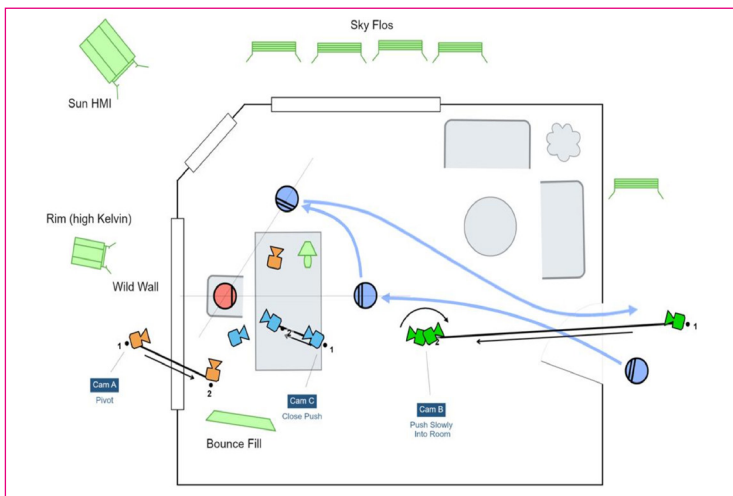 Sky Flos
Sun HMI
Rim (high Kelvin)
Wild Wall
1
2
Cam A
Pivot
2
1
Cam C
Close Push
2
1
Cam B
Push Slowly
Into Room
Bounce Fill